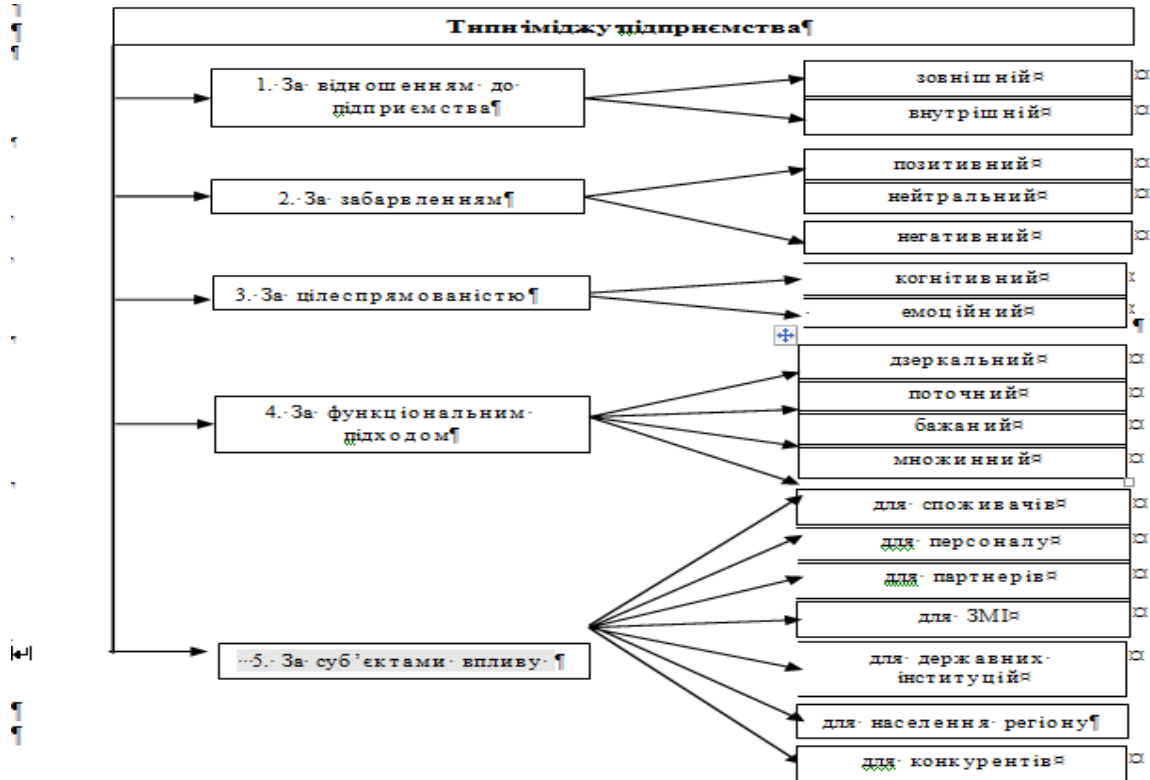 Типи іміджу підприємства¶
1. За відношенням до
підприємства¶
зовнішній¤
внутрішній¤
2. За забарвленням¶
позитивний¤
нейтральний¤
негативний¤
3. За цілеспрямованістю¶
когнітивний¤
емоційний¤
4. За функціональним
підходом¶
дзеркальний¤
поточний¤
бажаний¤
множинний¤
5. За суб’єктами впливу ¶
для споживачів¤
для персоналу¤
для партнерів¤
для ЗМІ¤
для державних
інституцій¤
для населення регіону¶
для конкурентів¤